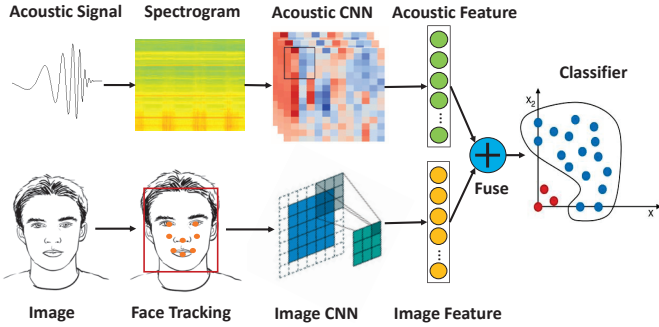 Acoustic Signal
Spectrogram
Acoustic CNN
Acoustic Feature
Classifier
x2
x
Fuse
Image
Face Tracking
Image CNN
Image Feature